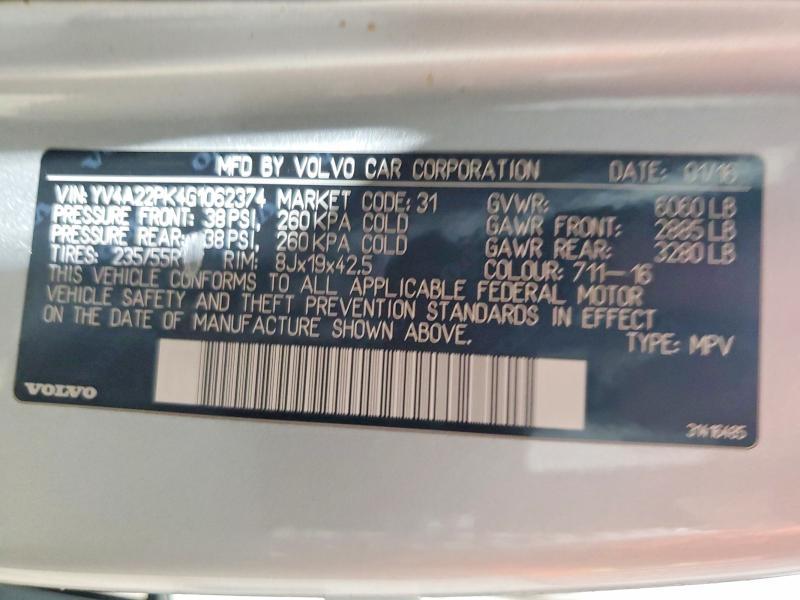 MFD BY VOLVO CAR CORPORATION DATE: 01/16
VIN: YV4A22PK4G1062374 MARKET CODE: 31 GVWR: 6060 LB
PRESSURE FRONT: 38 PSI, 260 KPA COLD GAWR FRONT: 2885 LB
PRESSURE REAR: 38 PSI, 260 KPA COLD GAWR REAR: 3280 LB
TIRES: 235/55R RIM: 8Jx19x42.5 COLOUR: 711-16
THIS VEHICLE CONFORMS TO ALL APPLICABLE FEDERAL MOTOR
VEHICLE SAFETY AND THEFT PREVENTION STANDARDS IN EFFECT
ON THE DATE OF MANUFACTURE SHOWN ABOVE.
TYPE: MPV
VOLVO
31416485